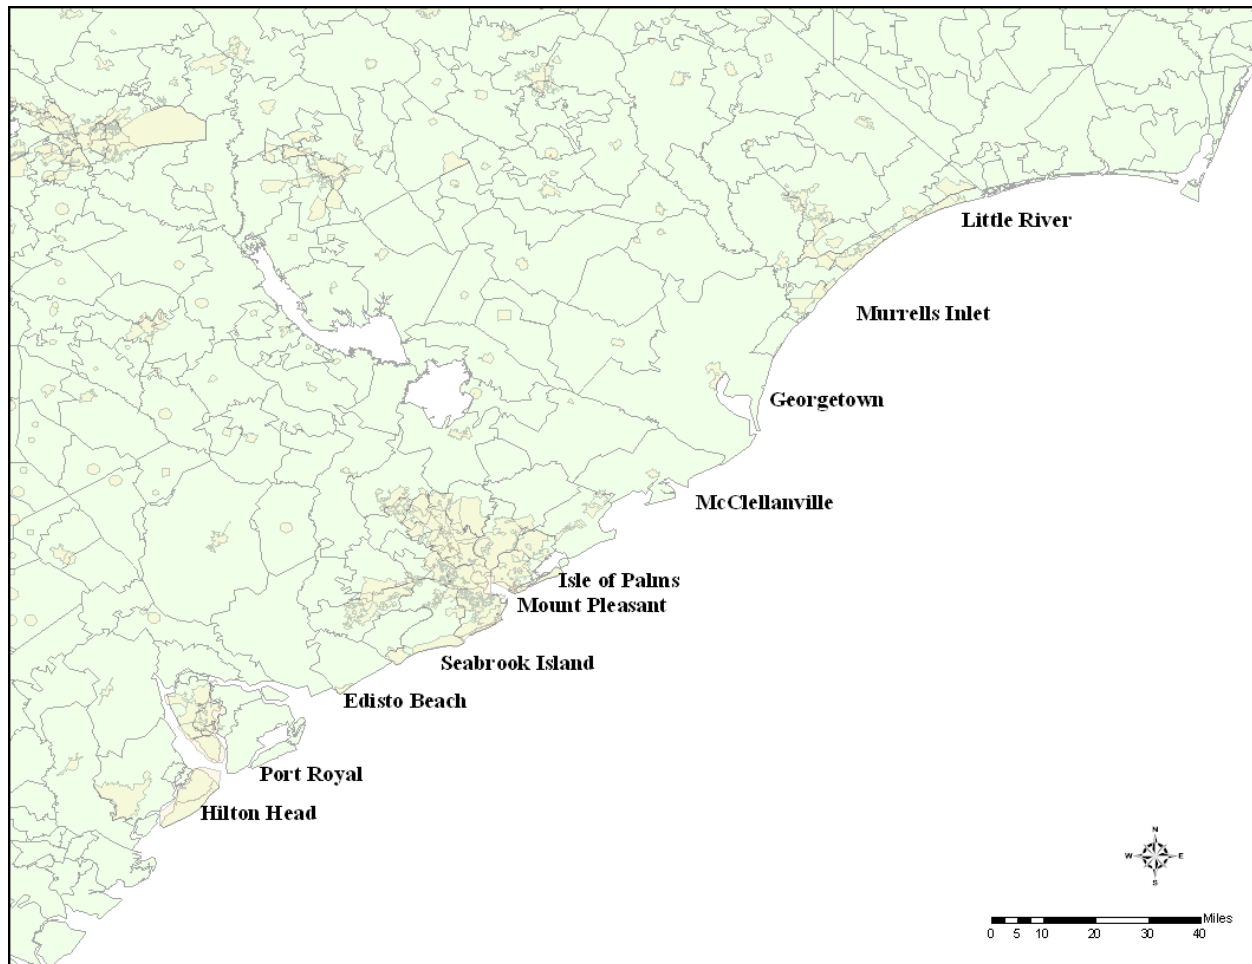 Little River
Murrells Inlet
Georgetown
McClellanville
Isle of Palms
Mount Pleasant
Seabrook Island
Edisto Beach
Port Royal
Hilton Head
N
W E
S
Miles
0 5 10 20 30 40